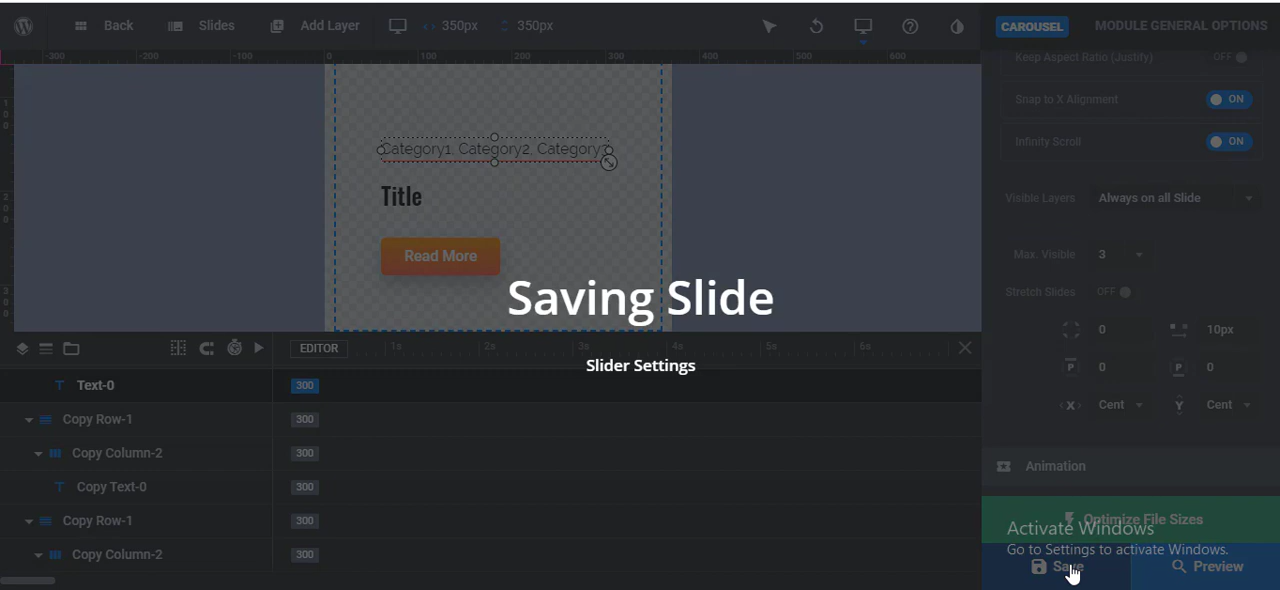 Back Slides Add Layer 350px 350px CAROUSEL MODULE GENERAL OPTIONS
-300 -200 -100 0 100 200 300 400 500 600
Keep Aspect Ratio (Justify) OFF
Snap to X Alignment ON
Infinity Scroll ON
100
200
300
Category1, Category2, Category3
Title
Read More
Visible Layers Always on all Slide
Max. Visible 3
Stretch Slides OFF
0 10px
P 0 P 0
X Cent Y Cent
Saving Slide
Slider Settings
EDITOR 1s 2s 3s 4s 5s 6s
T Text-0 300
Copy Row-1 300
Copy Column-2 300
T Copy Text-0 300
Copy Row-1 300
Copy Column-2 300
Animation
Optimize File Sizes
Activate Windows
Go to Settings to activate Windows.
Save Preview